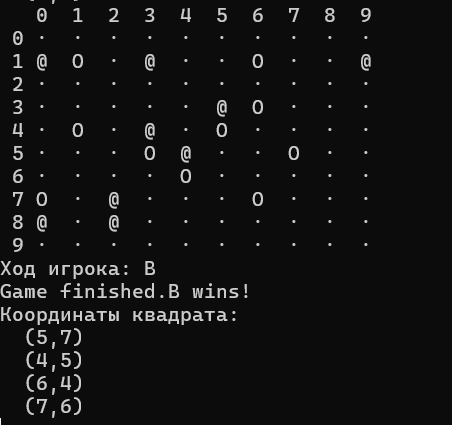 0 1 2 3 4 5 6 7 8 9
0 · · · · · · · · · ·
1 @ O · @ · · O · · @
2 · · · · · · · · · ·
3 · · · · · @ O · · ·
4 · O · @ · O · · · ·
5 · · · O @ · · O · ·
6 · · · · O · · · · ·
7 O · @ · · · O · · ·
8 @ · @ · · · · · · ·
9 · · · · · · · · · ·
Ход игрока: B
Game finished.B wins!
Координаты квадрата:
(5,7)
(4,5)
(6,4)
(7,6)